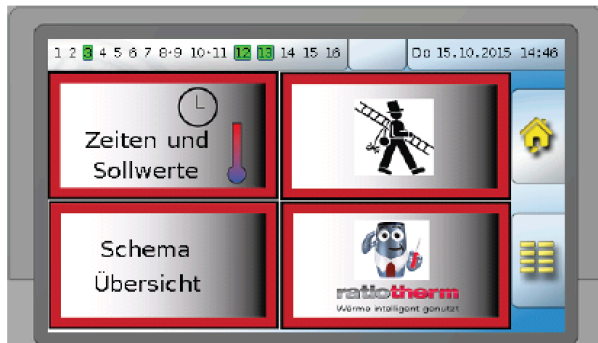 1 2 3 4 5 6 7 8-9 10-11 12 13 14 15 16
Do 15.10.2015 14:46
Zeiten und
Sollwerte
Schema
Übersicht
ratiotherm
Wärme intelligent genutzt